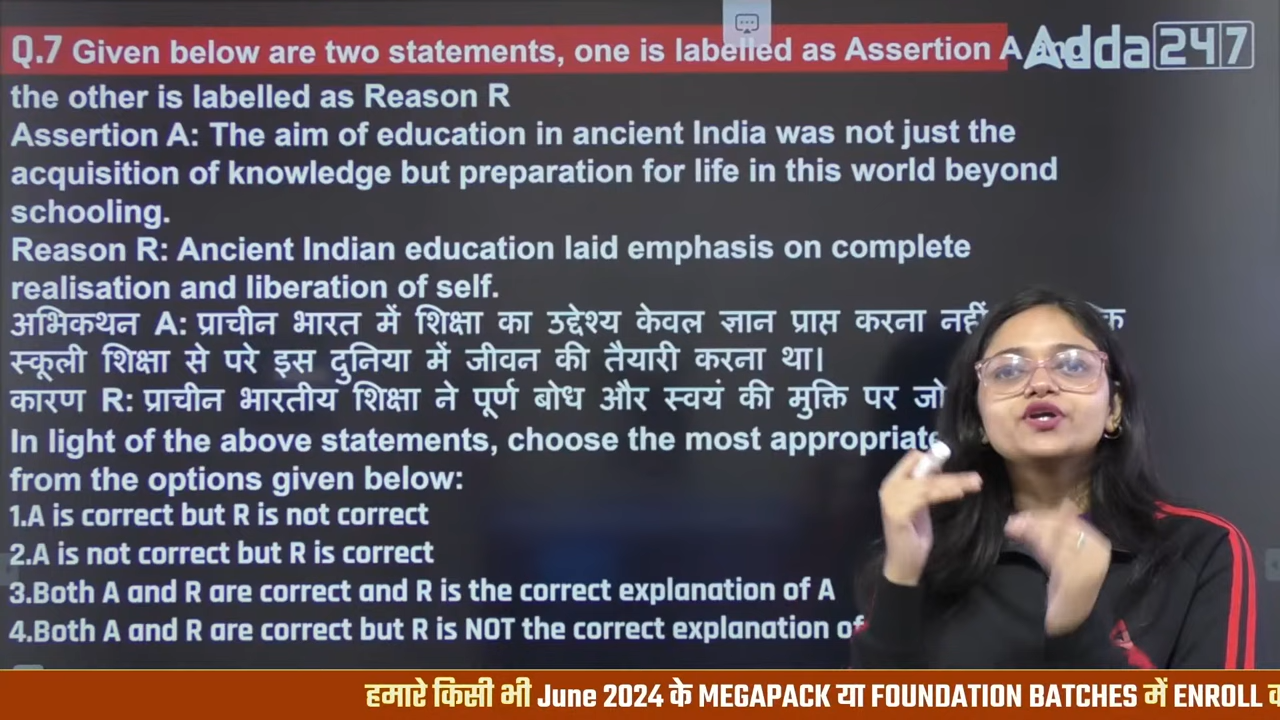 Q.7 Given below are two statements, one is labelled as Assertion A and
Adda 247
the other is labelled as Reason R
Assertion A: The aim of education in ancient India was not just the
acquisition of knowledge but preparation for life in this world beyond
schooling.
Reason R: Ancient Indian education laid emphasis on complete
realisation and liberation of self.
अभिकथन A: प्राचीन भारत में शिक्षा का उद्देश्य केवल ज्ञान प्राप्त करना नहीं
स्कूली शिक्षा से परे इस दुनिया में जीवन की तैयारी करना था।
कारण R: प्राचीन भारतीय शिक्षा ने पूर्ण बोध और स्वयं की मुक्ति पर
In light of the above statements, choose the most appropriate
from the options given below:
1.A is correct but R is not correct
2.A is not correct but R is correct
3.Both A and R are correct and R is the correct explanation of A
4.Both A and R are correct but R is NOT the correct explanation of
हमारे किसी भी June 2024 के MEGAPACK या FOUNDATION BATCHES में ENROLL